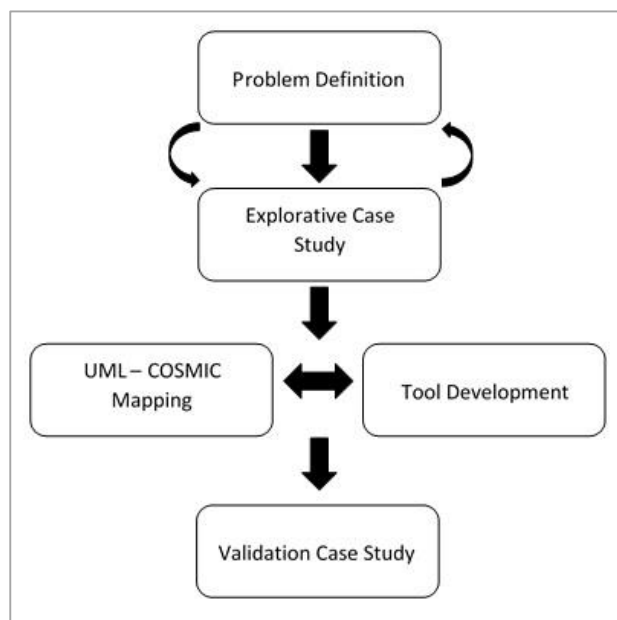 Problem Definition
Explorative Case
Study
UML – COSMIC
Mapping
Tool Development
Validation Case Study